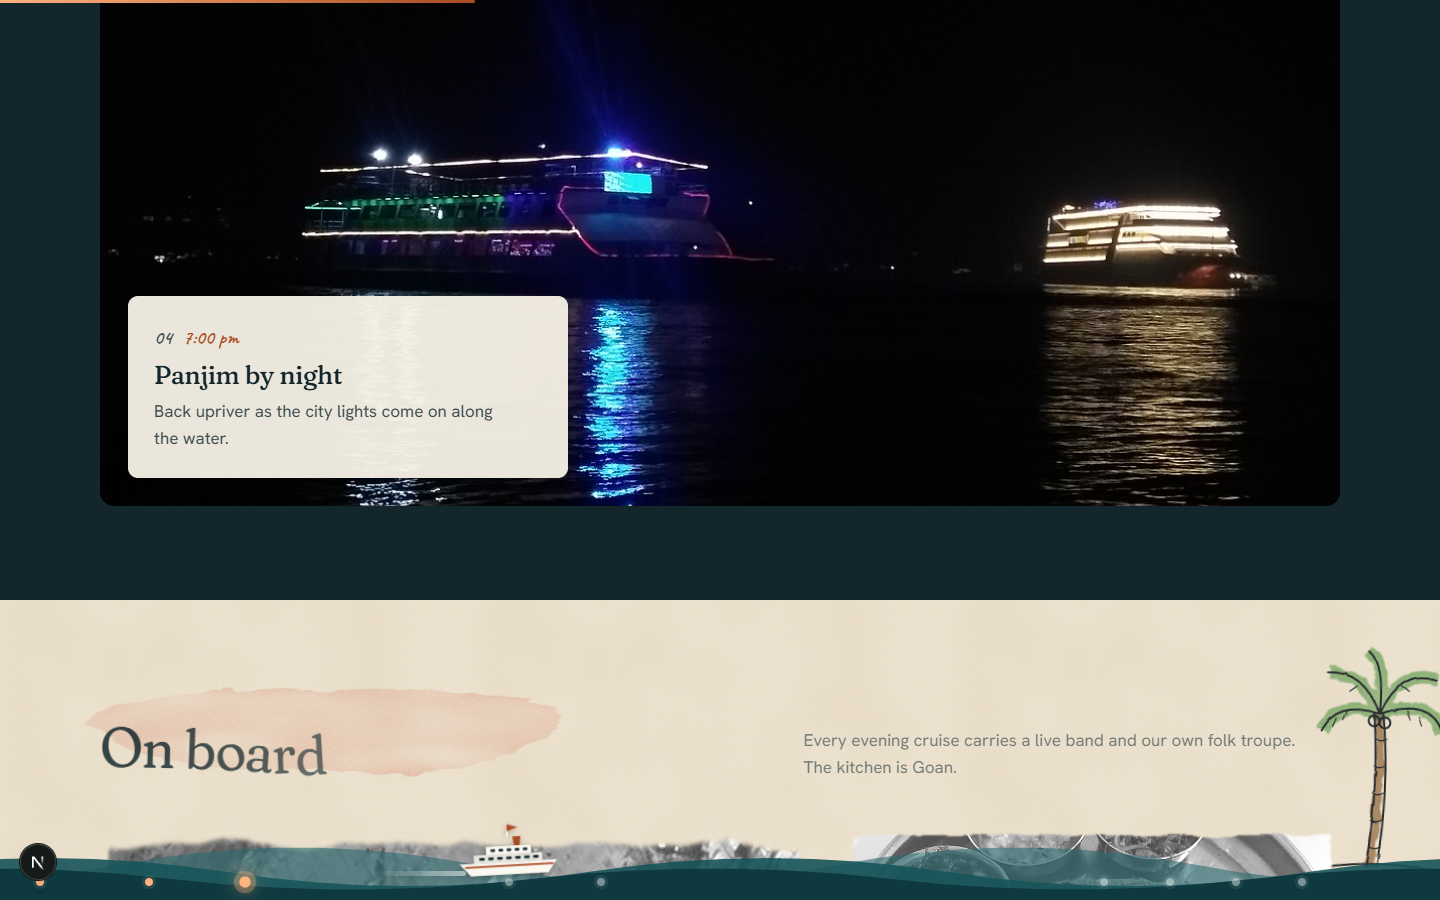 04 7:00 pm
Panjim by night
Back upriver as the city lights come on along
the water.
On board
Every evening cruise carries a live band and our own folk troupe.
The kitchen is Goan.
N